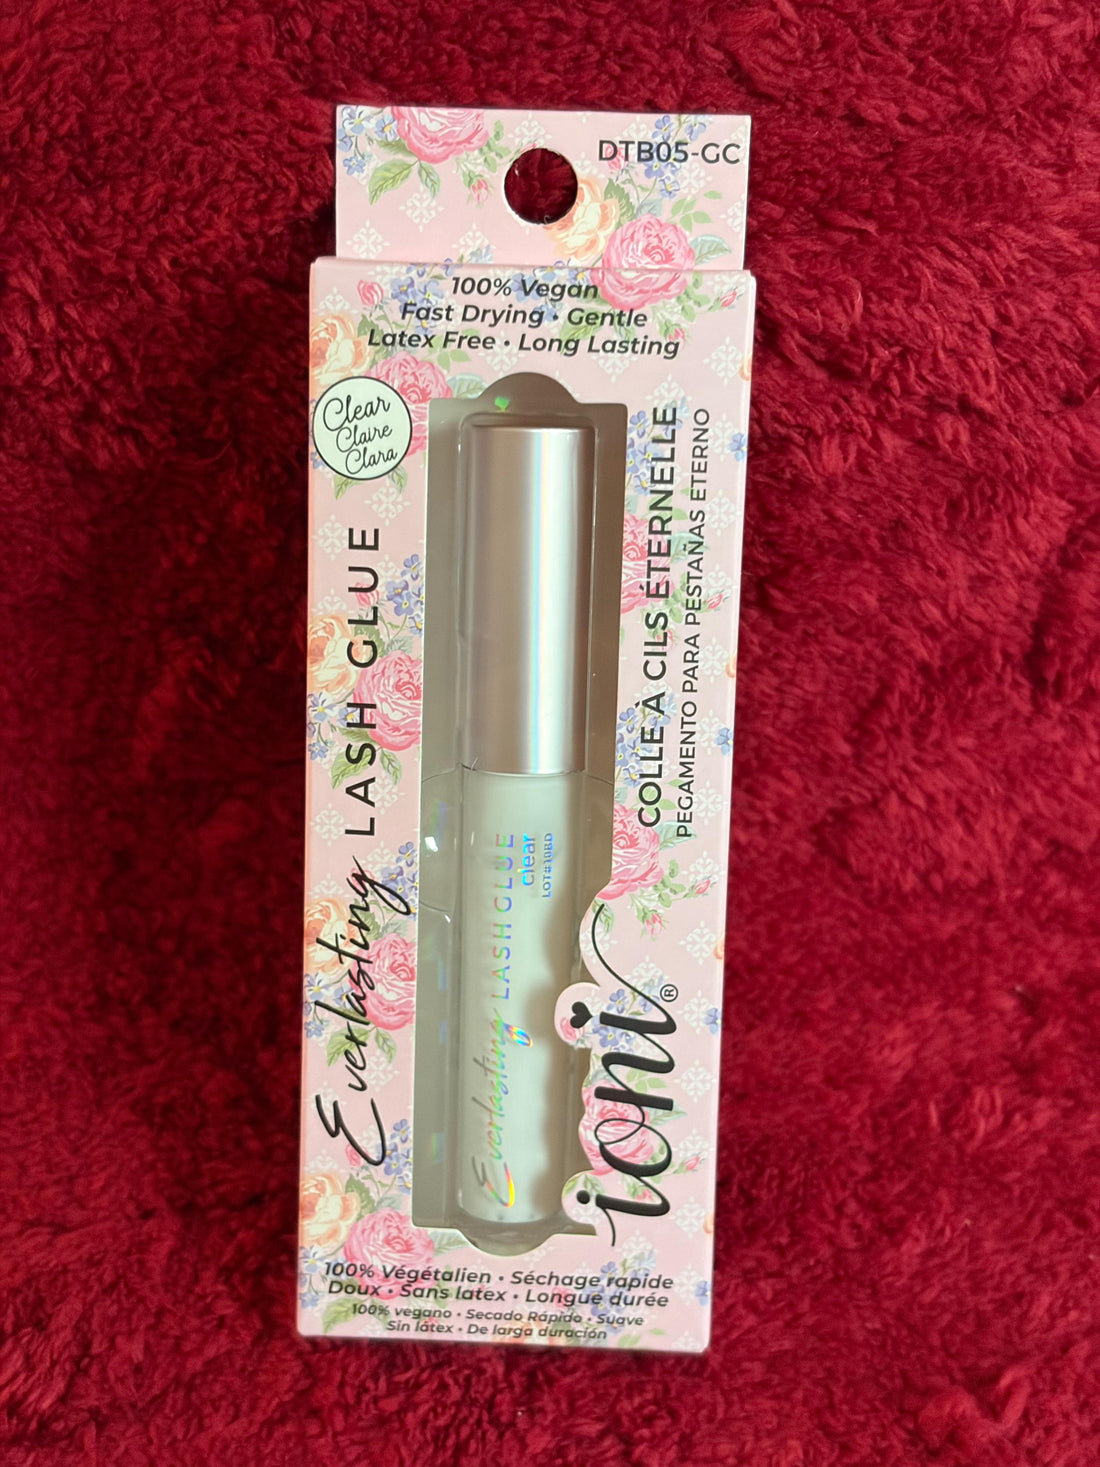 DTB05-GC
100% Vegan
Fast Drying • Gentle
Latex Free • Long Lasting
Clear
Claire
Clara
Everlasting LASH GLUE
COLLE À CILS ÉTERNELLE
PEGAMENTO PARA PESTAÑAS ETERNO
Everlasting LASH GLUE
clear
LOT#10BD
ioni®
100% Végétalien • Séchage rapide
Doux • Sans latex • Longue durée
100% vegano • Secado Rápido • Suave
Sin látex • De larga duración